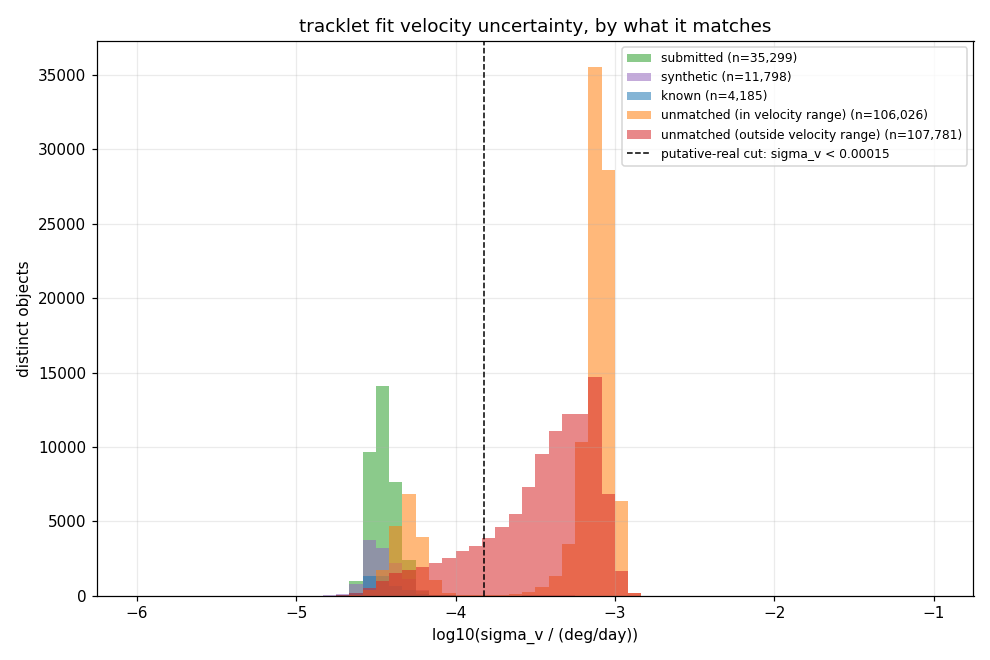 tracklet fit velocity uncertainty, by what it matches
submitted (n=35,299)
synthetic (n=11,798)
known (n=4,185)
unmatched (in velocity range) (n=106,026)
unmatched (outside velocity range) (n=107,781)
putative-real cut: sigma_v < 0.00015
distinct objects
35000
30000
25000
20000
15000
10000
5000
0
−6 −5 −4 −3 −2 −1
log10(sigma_v / (deg/day))